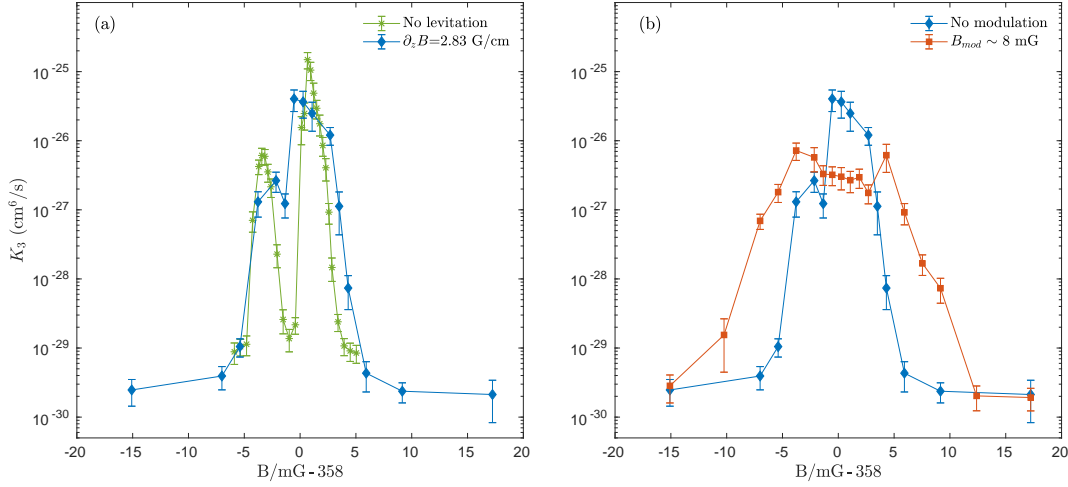 (a)
No levitation
∂zB=2.83 G/cm
10⁻²⁵
10⁻²⁶
10⁻²⁷
10⁻²⁸
10⁻²⁹
10⁻³⁰
K₃ (cm⁶/s)
-20 -15 -10 -5 0 5 10 15 20
B/mG - 358
(b)
No modulation
Bmod ∼ 8 mG
10⁻²⁵
10⁻²⁶
10⁻²⁷
10⁻²⁸
10⁻²⁹
10⁻³⁰
-20 -15 -10 -5 0 5 10 15 20
B/mG - 358